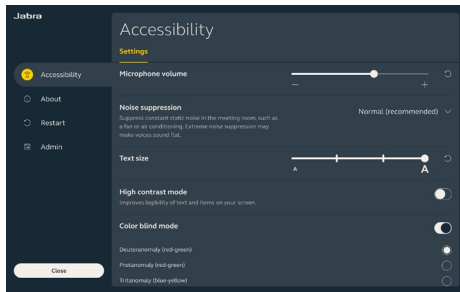 Jabra
Accessibility
Settings
Accessibility
About
Restart
Admin
Close
Microphone volume
Noise suppression
Suppress constant static noise in the meeting room, such as
a fan or air conditioning. Extreme noise suppression may
make voices sound flat.
Normal (recommended)
Text size
A
A
High contrast mode
Improves legibility of text and items on your screen.
Color blind mode
Deuteranomaly (red-green)
Protanomaly (red-green)
Tritanomaly (blue-yellow)